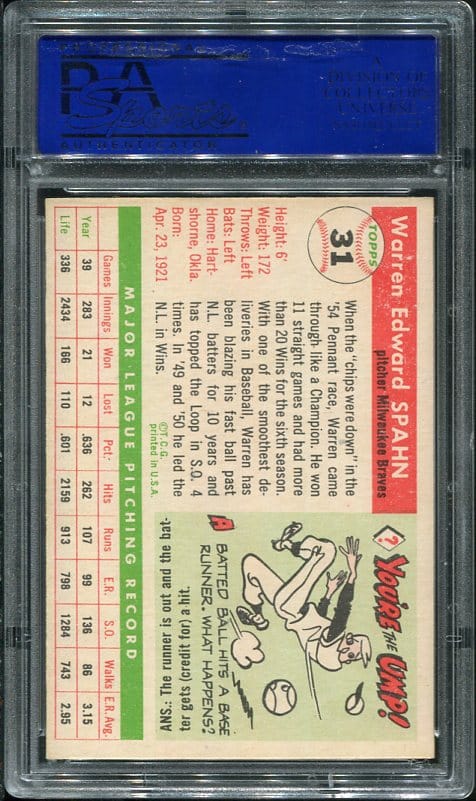 PSA
Sports
AUTHENTICATOR
A
DIVISION OF
COLLECTORS
UNIVERSE
TOPPS
31
Warren Edward SPAHN
pitcher Milwaukee Braves
Height: 6'
Weight: 172
Throws: Left
Bats: Left
Home: Hart-
shorne, Okla.
Born:
Apr. 23, 1921
When the "chips were down" in the
'54 Pennant race, Warren came
through like a Champion. He won
11 straight games and had more
than 20 Wins for the sixth season.
With one of the smoothest de-
liveries in Baseball, Warren has
been blazing his fast ball past
N.L. batters for 10 years and
has topped the Loop in S.O. 4
times. In '49 and '50 he led the
N.L. in Wins.
©T.C.G.
printed in U.S.A.
? YOU'RE THE UMP!
A BATTED BALL HITS A BASE
RUNNER. WHAT HAPPENS?
ANS.: The runner is out and the bat-
ter gets (credit for) a hit.
MAJOR LEAGUE PITCHING RECORD
Games Innings Won Lost Pct. Hits Runs E.R. S.O. Walks E.R.Avg.
Year 39 283 21 12 .636 262 107 99 136 86 3.15
Life 336 2434 166 110 .601 2159 913 798 1284 743 2.95